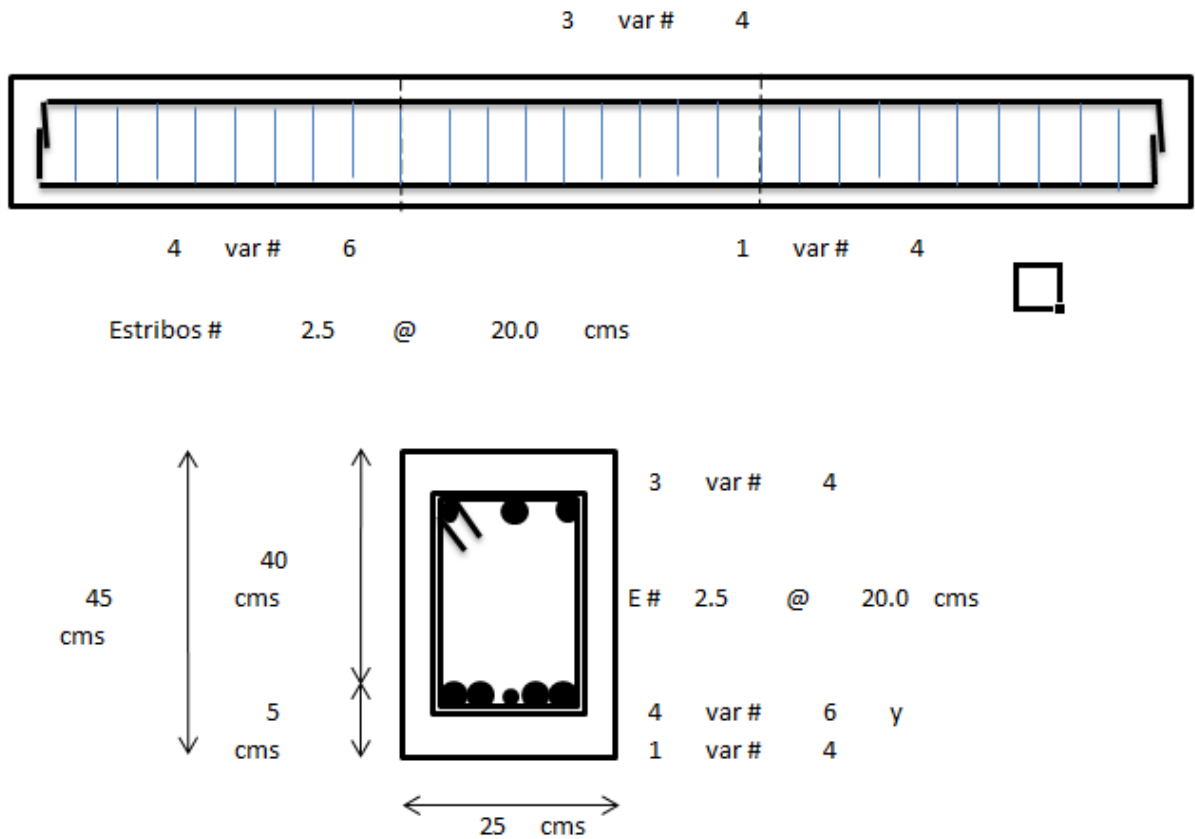 3 var # 4
4 var # 6 1 var # 4
Estribos # 2.5 @ 20.0 cms
3 var # 4
40
45 cms E # 2.5 @ 20.0 cms
cms
5 4 var # 6 y
cms 1 var # 4
25 cms